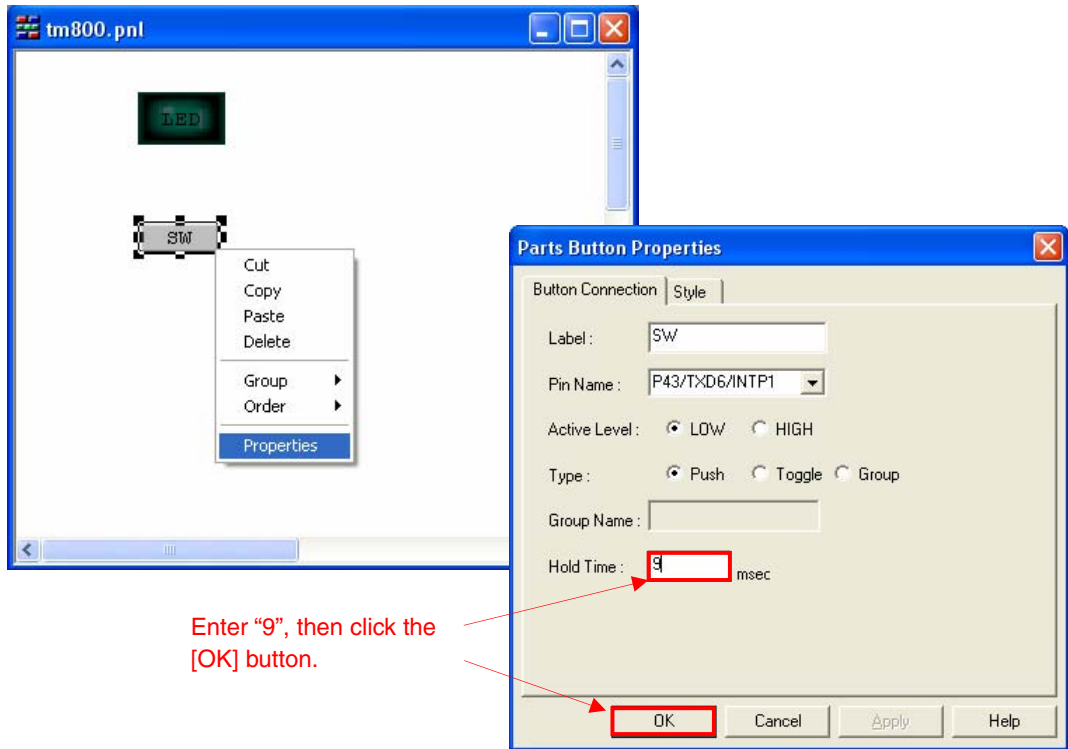 tm800.pnl
LED
SW
Cut
Copy
Paste
Delete
Group
Order
Properties
Parts Button Properties
Button Connection Style
Label : SW
Pin Name : P43/TXD6/INTP1
Active Level : LOW HIGH
Type : Push Toggle Group
Group Name :
Hold Time : 9 msec
Enter “9”, then click the
[OK] button.
OK Cancel Apply Help